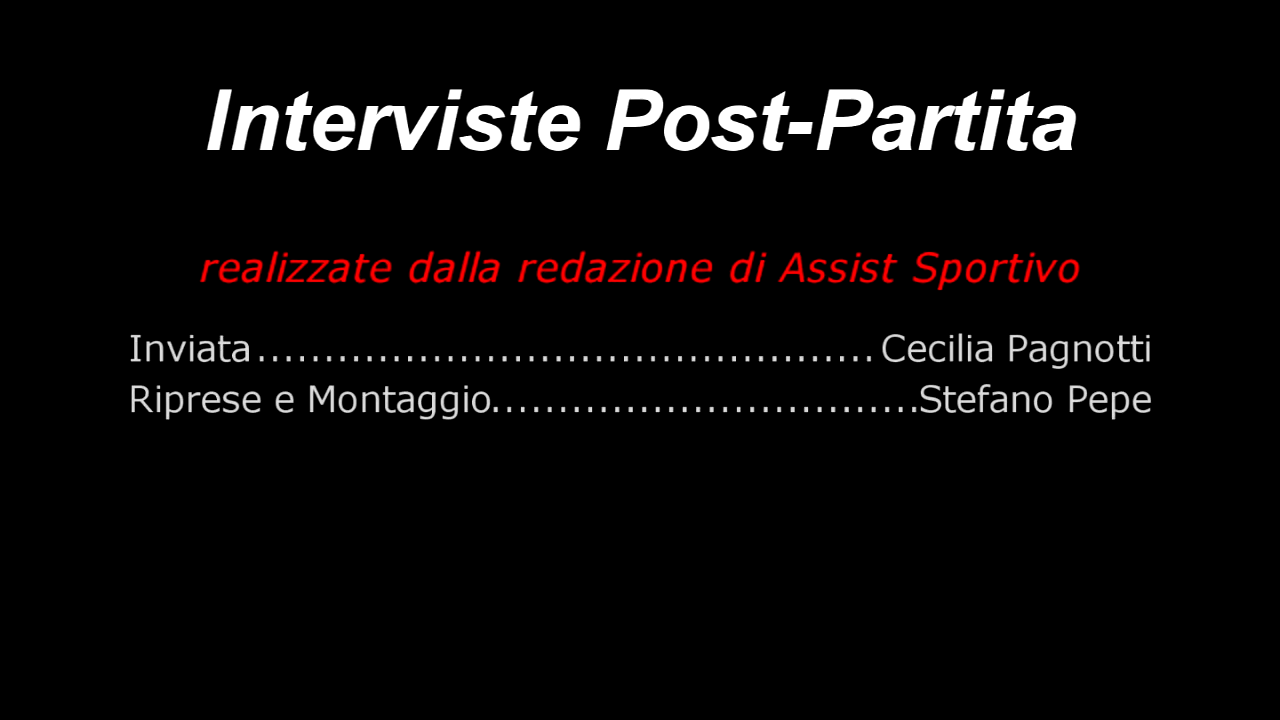 Interviste Post-Partita
realizzate dalla redazione di Assist Sportivo
Inviata.............................................. Cecilia Pagnotti
Riprese e Montaggio................................Stefano Pepe